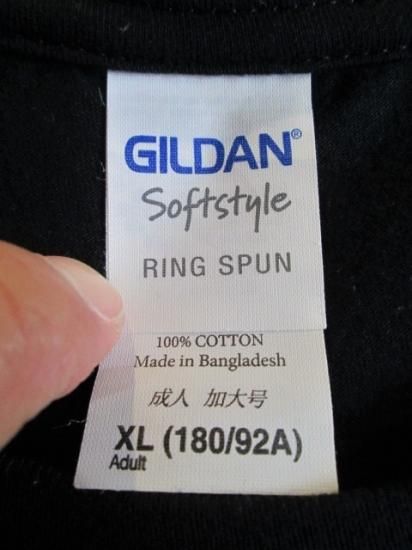 GILDAN®
Softstyle
RING SPUN
100% COTTON
Made in Bangladesh
成人 加大号
XL (180/92A)
Adult